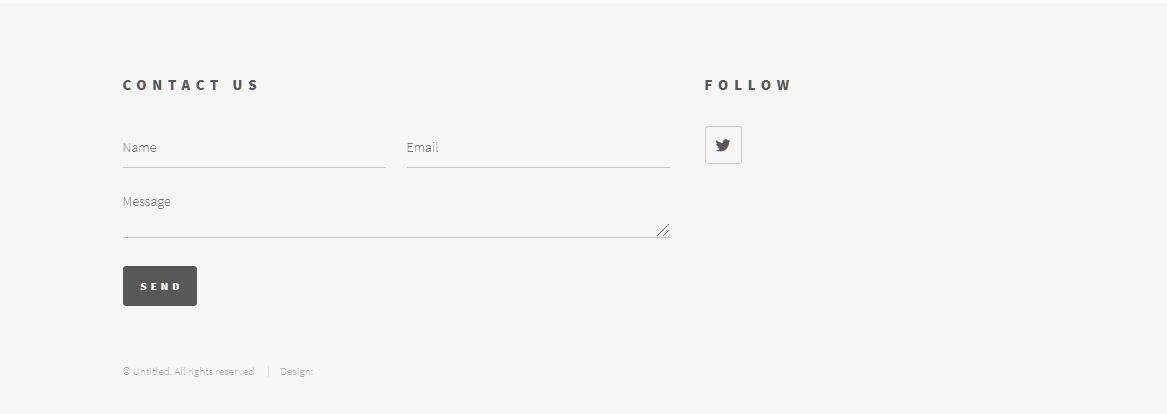 CONTACT US
FOLLOW
Name
Email
Message
SEND
© Untitled. All rights reserved | Design: